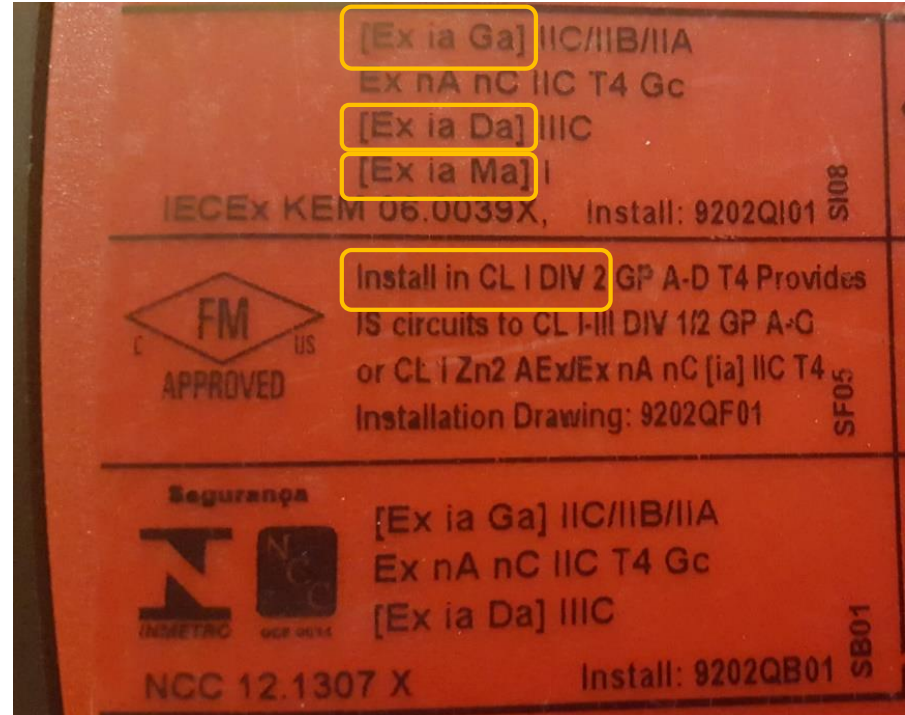 [Ex ia Ga] IIC/IIB/IIA
Ex nA nC IIC T4 Gc
[Ex ia Da] IIIC
[Ex ia Ma] I
IECEx KEM 06.0039X, Install: 9202QI01
SI08
Install in CL I DIV 2 GP A-D T4 Provides
IS circuits to CL I-III DIV 1/2 GP A-G
or CL I Zn2 AEx/Ex nA nC [ia] IIC T4
Installation Drawing: 9202QF01
SF05
FM
C US
APPROVED
Segurança
[Ex ia Ga] IIC/IIB/IIA
Ex nA nC IIC T4 Gc
[Ex ia Da] IIIC
N
C
C
INMETRO
NCC 12.1307 X Install: 9202QB01
SB01